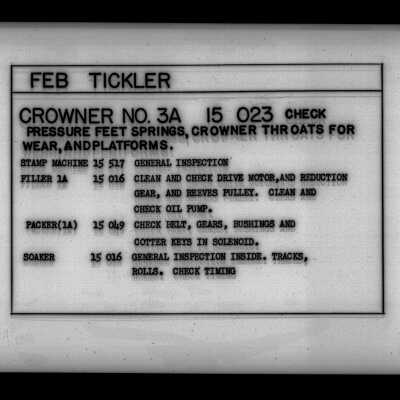 FEB TICKLER
CROWNER NO. 3A 15 023 CHECK
PRESSURE FEET SPRINGS, CROWNER THROATS FOR
WEAR, AND PLATFORMS.
STAMP MACHINE 15 517 GENERAL INSPECTION
FILLER 1A 15 016 CLEAN AND CHECK DRIVE MOTOR, AND REDUCTION
GEAR, AND REEVES PULLEY. CLEAN AND
CHECK OIL PUMP.
PACKER(1A) 15 049 CHECK BELT, GEARS, BUSHINGS AND
COTTER KEYS IN SOLENOID.
SOAKER 15 016 GENERAL INSPECTION INSIDE. TRACKS,
ROLLS. CHECK TIMING